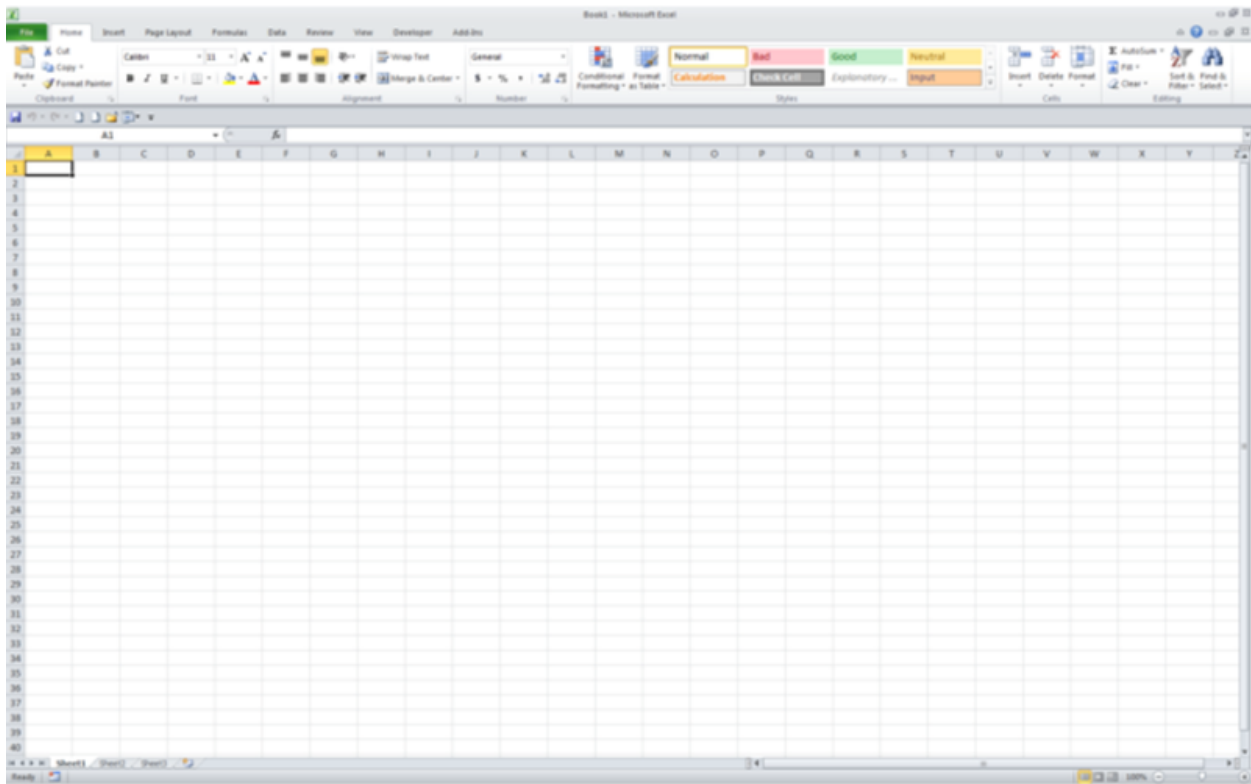 Book1 - Microsoft Excel
File Home Insert Page Layout Formulas Data Review View Developer Add-Ins
Cut
Copy
Paste
Format Painter
Clipboard
Calibri 11
B I U
Font
Wrap Text
Merge & Center
Alignment
General
$ %
Number
Conditional Formatting
Format as Table
Normal Bad Good Neutral
Calculation Check Cell Explanatory ... Input
Styles
Insert Delete Format
Cells
AutoSum
Fill
Clear
Sort & Filter
Find & Select
Editing
A1 fx
A B C D E F G H I J K L M N O P Q R S T U V W X Y Z
1
2
3
4
5
6
7
8
9
10
11
12
13
14
15
16
17
18
19
20
21
22
23
24
25
26
27
28
29
30
31
32
33
34
35
36
37
38
39
40
Sheet1 Sheet2 Sheet3
Ready 100%